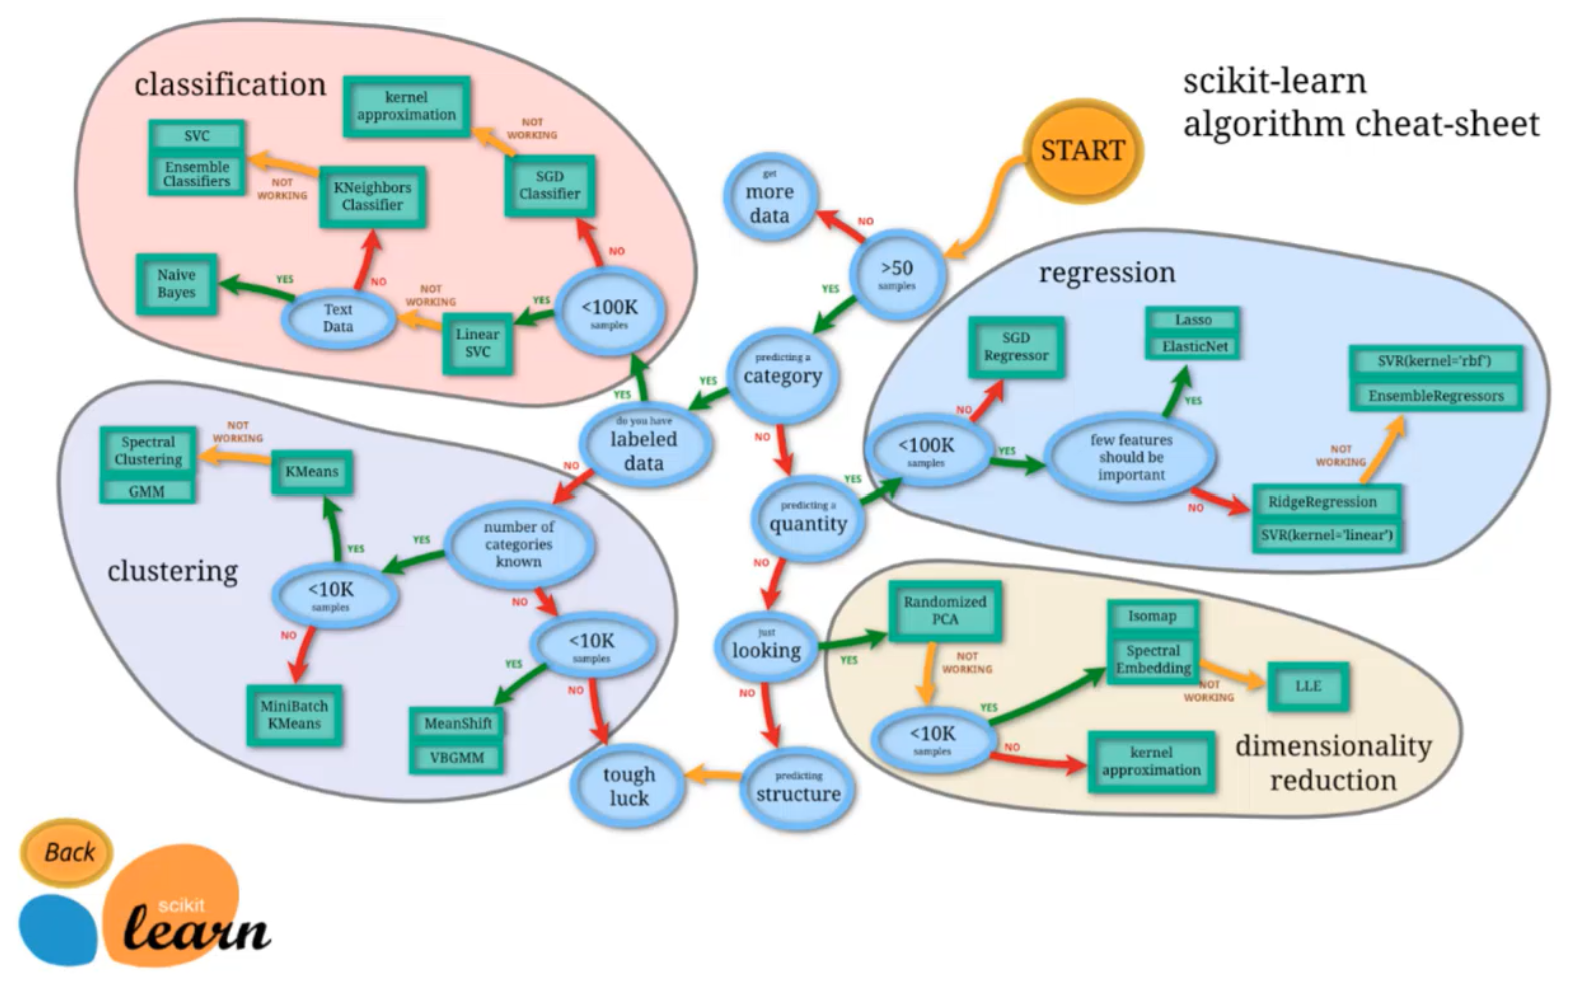 scikit-learn
algorithm cheat-sheet
START
>50
samples
NO
get
more
data
YES
predicting a
category
YES
do you have
labeled
data
YES
NO
NO
predicting a
quantity
YES
NO
just
looking
YES
NO
predicting
structure
tough
luck
classification
<100K
samples
NO
SGD
Classifier
NOT
WORKING
kernel
approximation
YES
Linear
SVC
NOT
WORKING
Text
Data
YES
Naive
Bayes
NO
KNeighbors
Classifier
NOT
WORKING
SVC
Ensemble
Classifiers
clustering
number of
categories
known
YES
<10K
samples
YES
KMeans
NOT
WORKING
Spectral
Clustering
GMM
NO
MiniBatch
KMeans
NO
<10K
samples
YES
MeanShift
VBGMM
NO
regression
<100K
samples
NO
SGD
Regressor
YES
few features
should be
important
YES
Lasso
ElasticNet
NO
RidgeRegression
SVR(kernel='linear')
NOT
WORKING
SVR(kernel='rbf')
EnsembleRegressors
dimensionality
reduction
Randomized
PCA
NOT
WORKING
<10K
samples
YES
Isomap
Spectral
Embedding
NOT
WORKING
LLE
NO
kernel
approximation
Back
scikit
learn